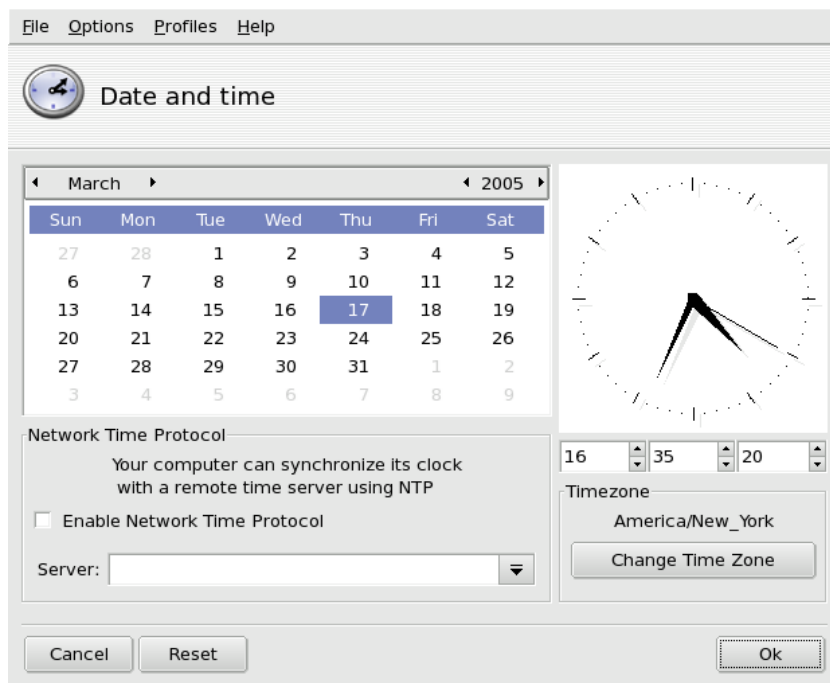 File Options Profiles Help
Date and time
March 2005
Sun Mon Tue Wed Thu Fri Sat
27 28 1 2 3 4 5
6 7 8 9 10 11 12
13 14 15 16 17 18 19
20 21 22 23 24 25 26
27 28 29 30 31 1 2
3 4 5 6 7 8 9
Network Time Protocol
Your computer can synchronize its clock
with a remote time server using NTP
Enable Network Time Protocol
Server:
16 35 20
Timezone
America/New_York
Change Time Zone
Cancel Reset Ok